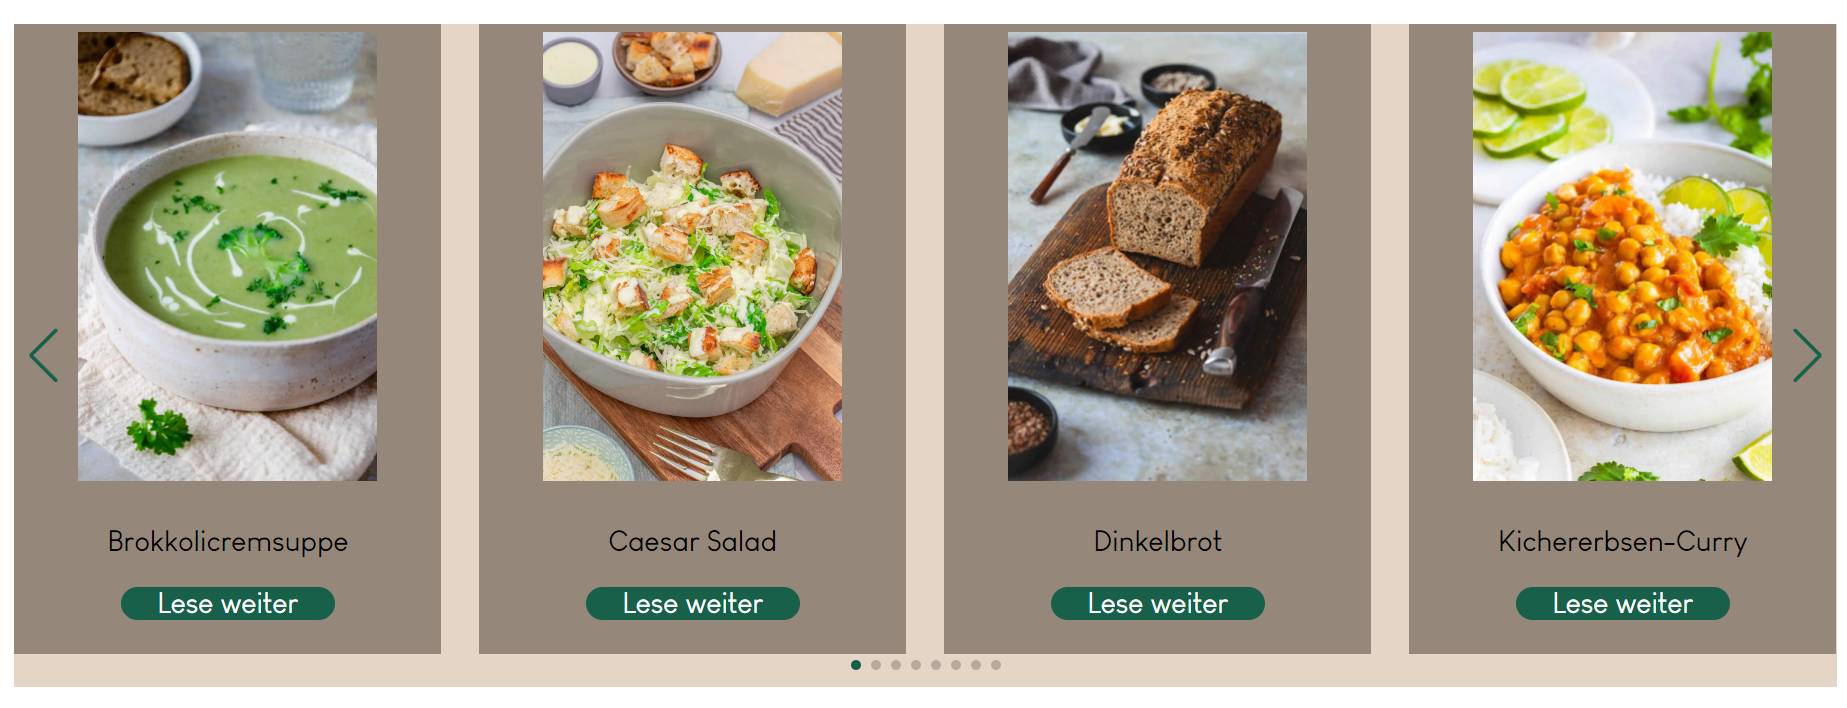 Brokkolicremsuppe
Caesar Salad
Dinkelbrot
Kichererbsen-Curry
Lese weiter
Lese weiter
Lese weiter
Lese weiter